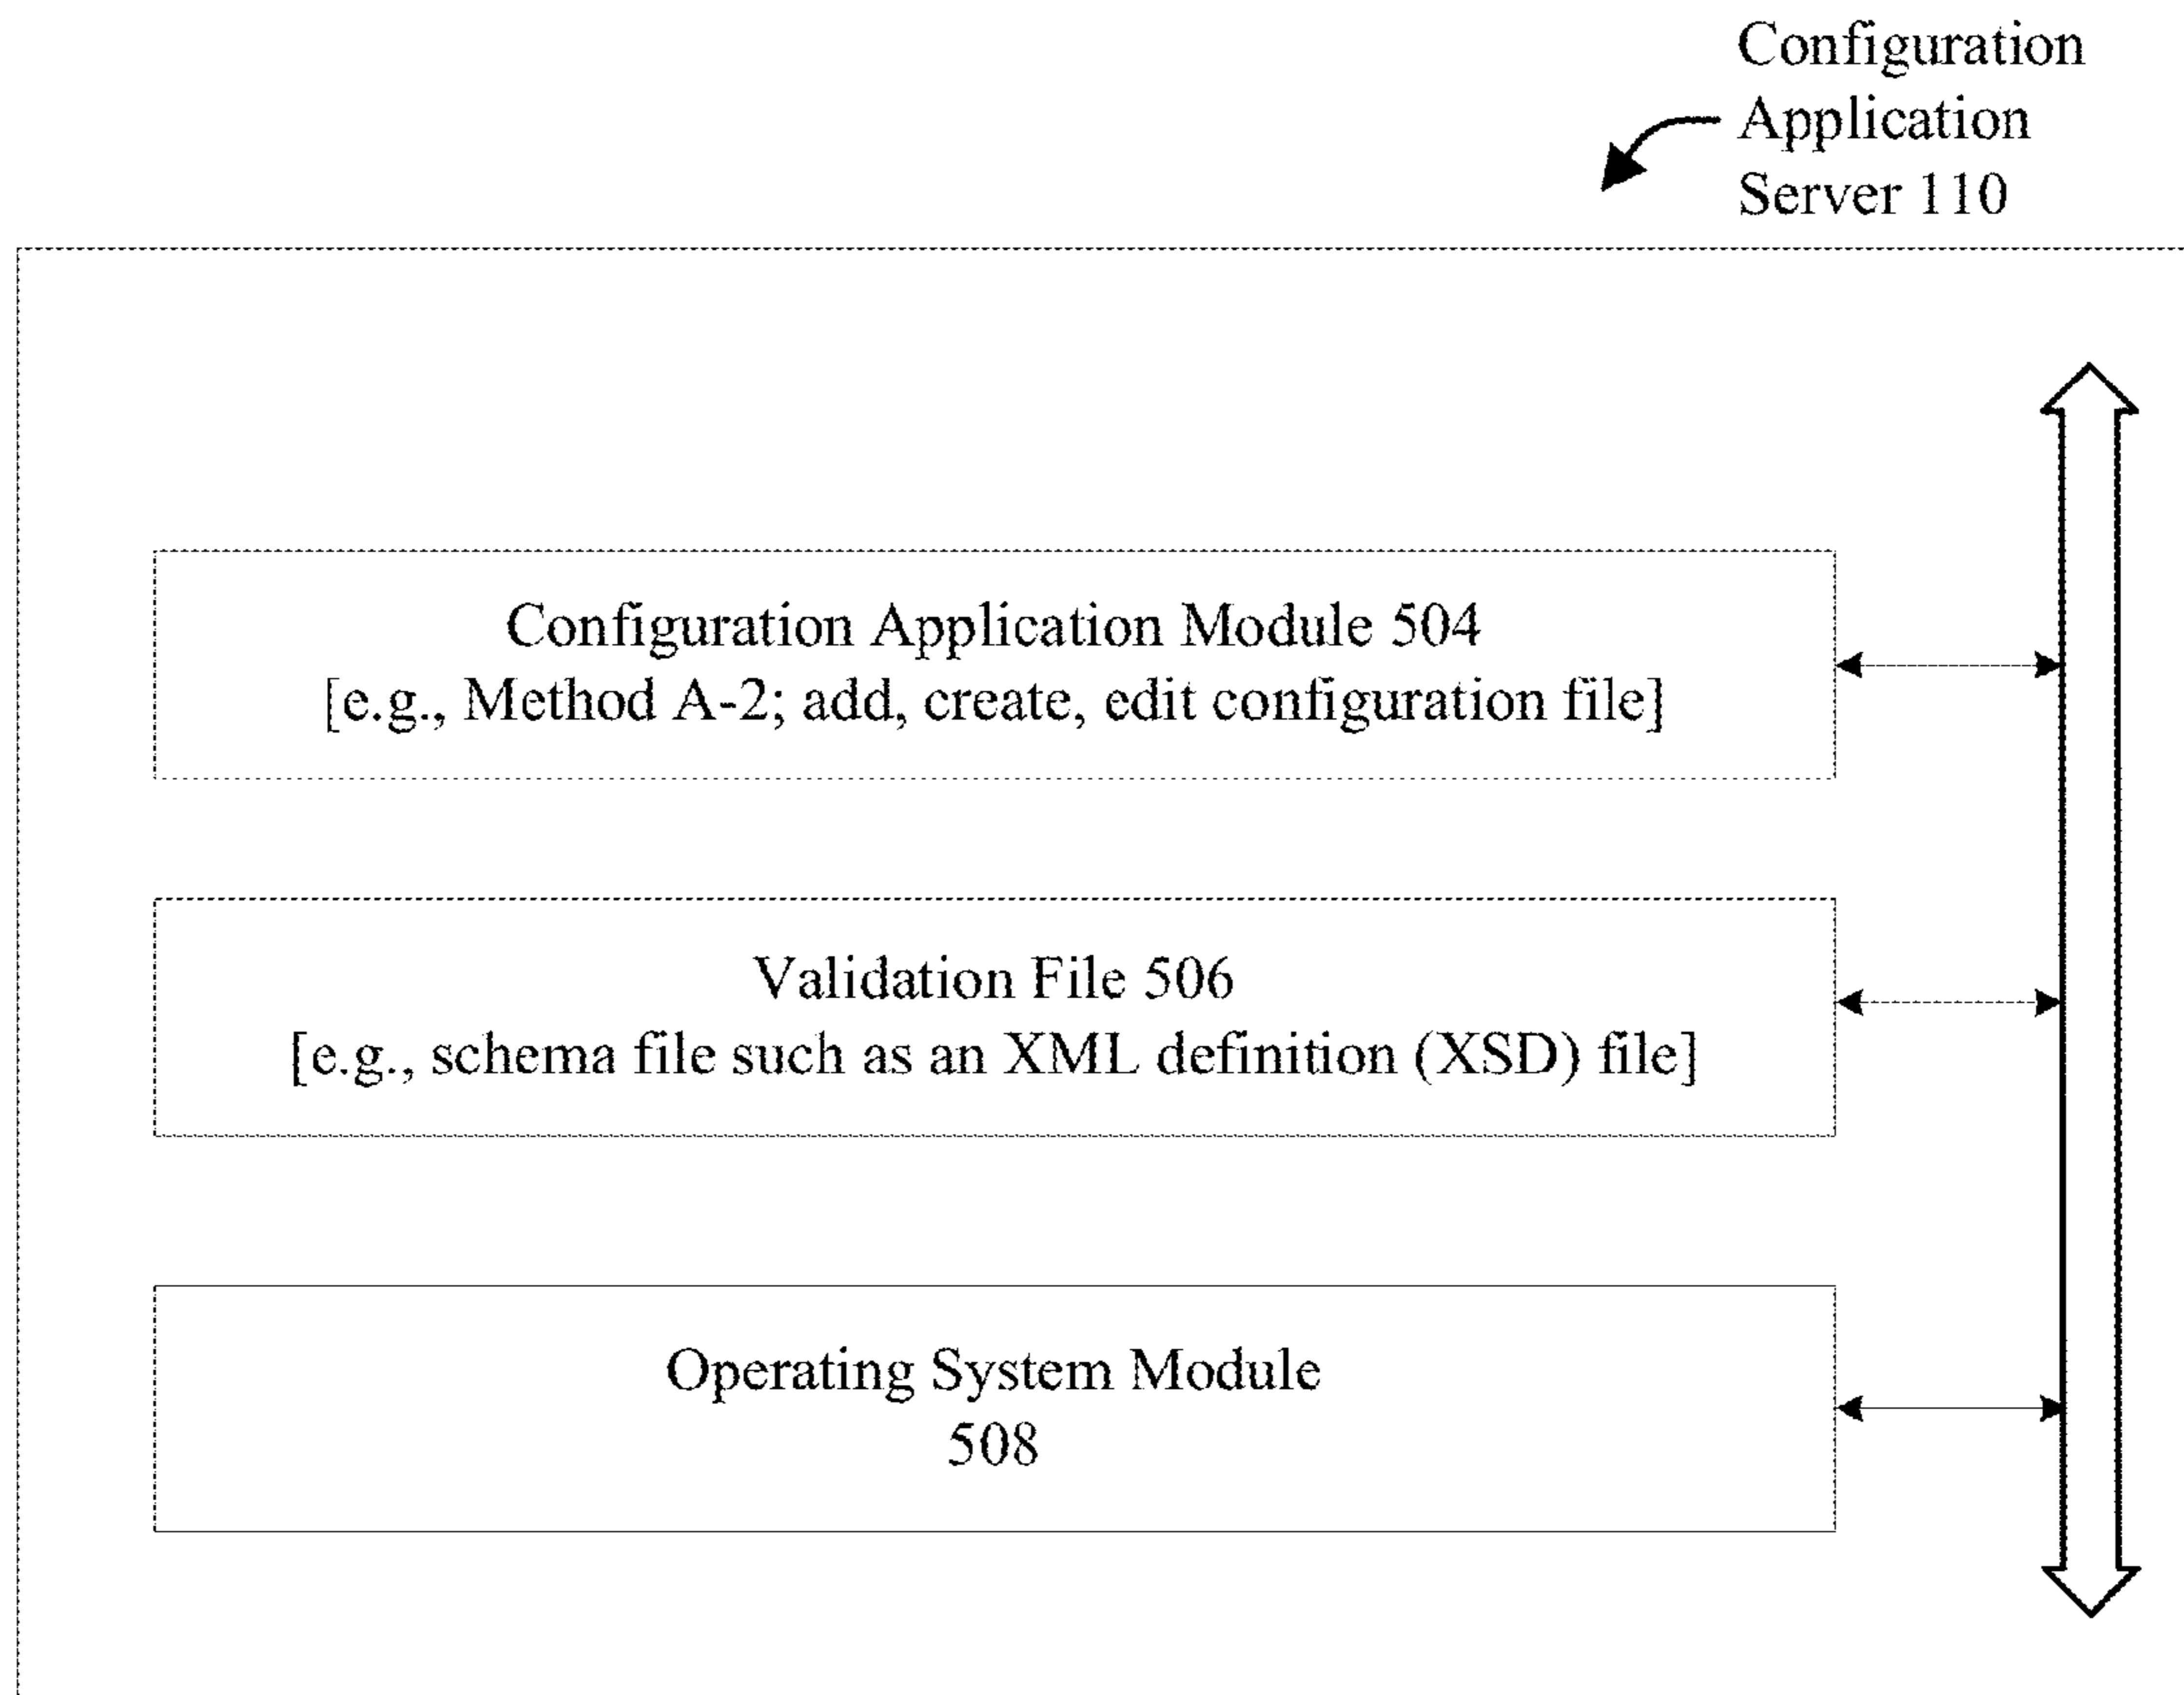 Configuration
Application
Server 110
Configuration Application Module 504
[e.g., Method A-2; add, create, edit configuration file]
Validation File 506
[e.g., schema file such as an XML definition (XSD) file]
Operating System Module
508